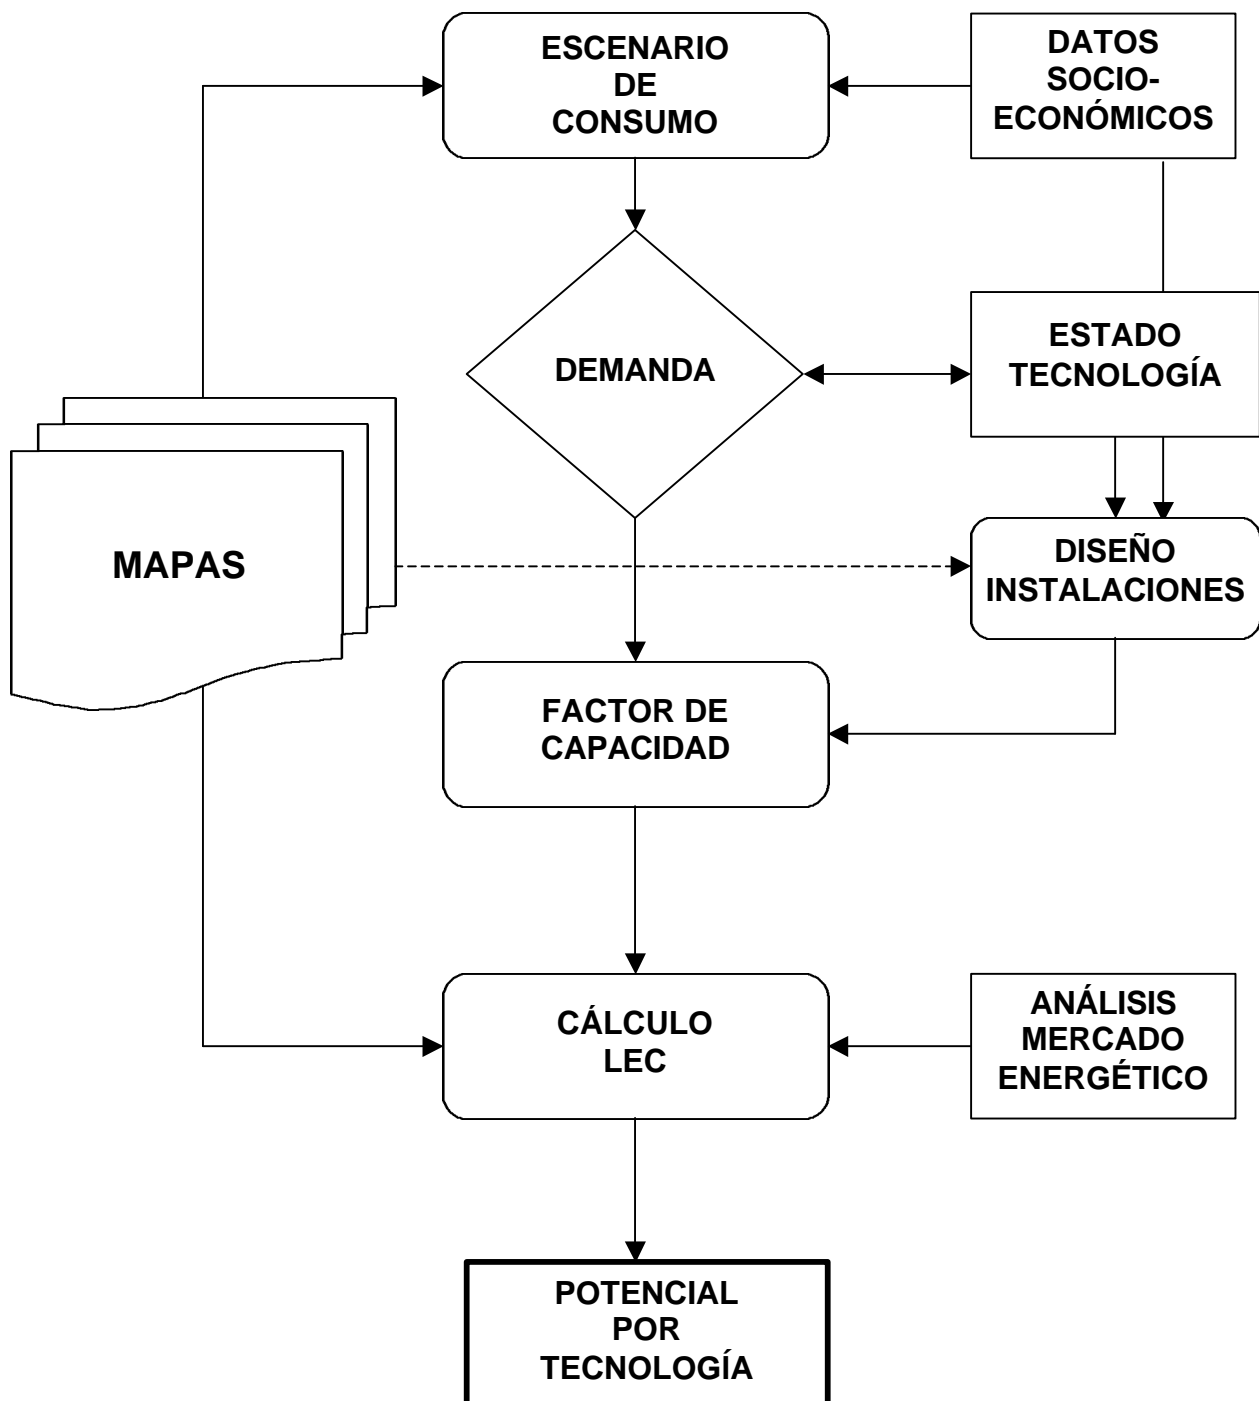 ESCENARIO
DE
CONSUMO
DATOS
SOCIO-
ECONÓMICOS
DEMANDA
ESTADO
TECNOLOGÍA
MAPAS
DISEÑO
INSTALACIONES
FACTOR DE
CAPACIDAD
CÁLCULO
LEC
ANÁLISIS
MERCADO
ENERGÉTICO
POTENCIAL
POR
TECNOLOGÍA